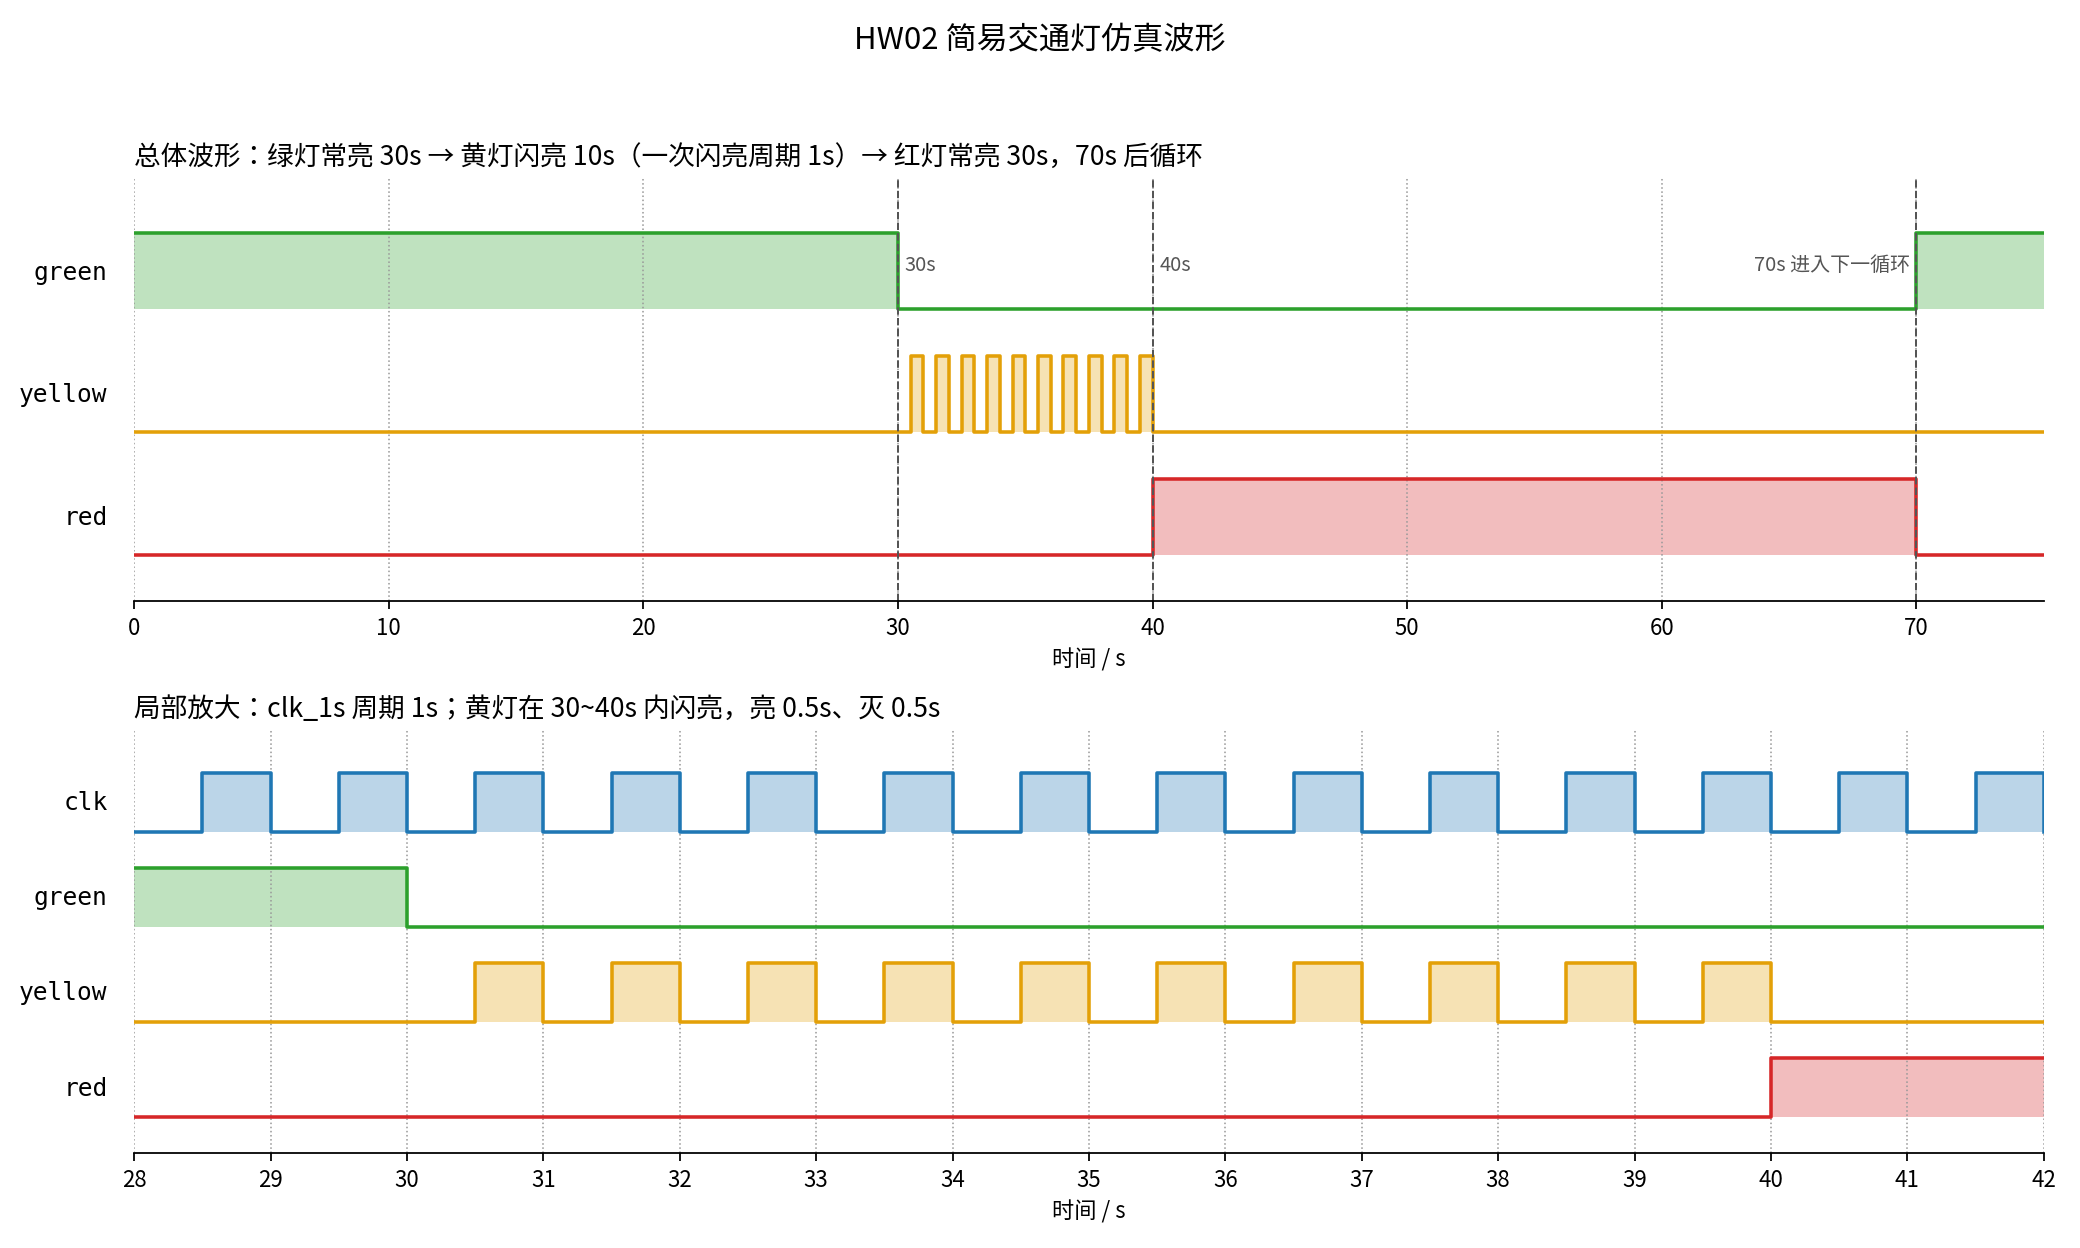 HW02 简易交通灯仿真波形
总体波形：绿灯常亮 30s → 黄灯闪亮 10s（一次闪亮周期 1s）→ 红灯常亮 30s，70s 后循环
green
30s
40s
70s 进入下一循环
yellow
red
0 10 20 30 40 50 60 70
时间 / s
局部放大：clk_1s 周期 1s；黄灯在 30~40s 内闪亮，亮 0.5s、灭 0.5s
clk
green
yellow
red
28 29 30 31 32 33 34 35 36 37 38 39 40 41 42
时间 / s